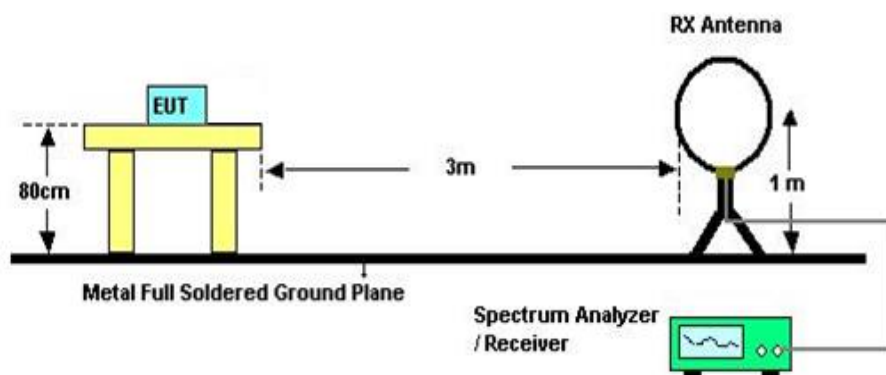 RX Antenna
EUT
3m
80cm
1 m
Metal Full Soldered Ground Plane
Spectrum Analyzer
/ Receiver